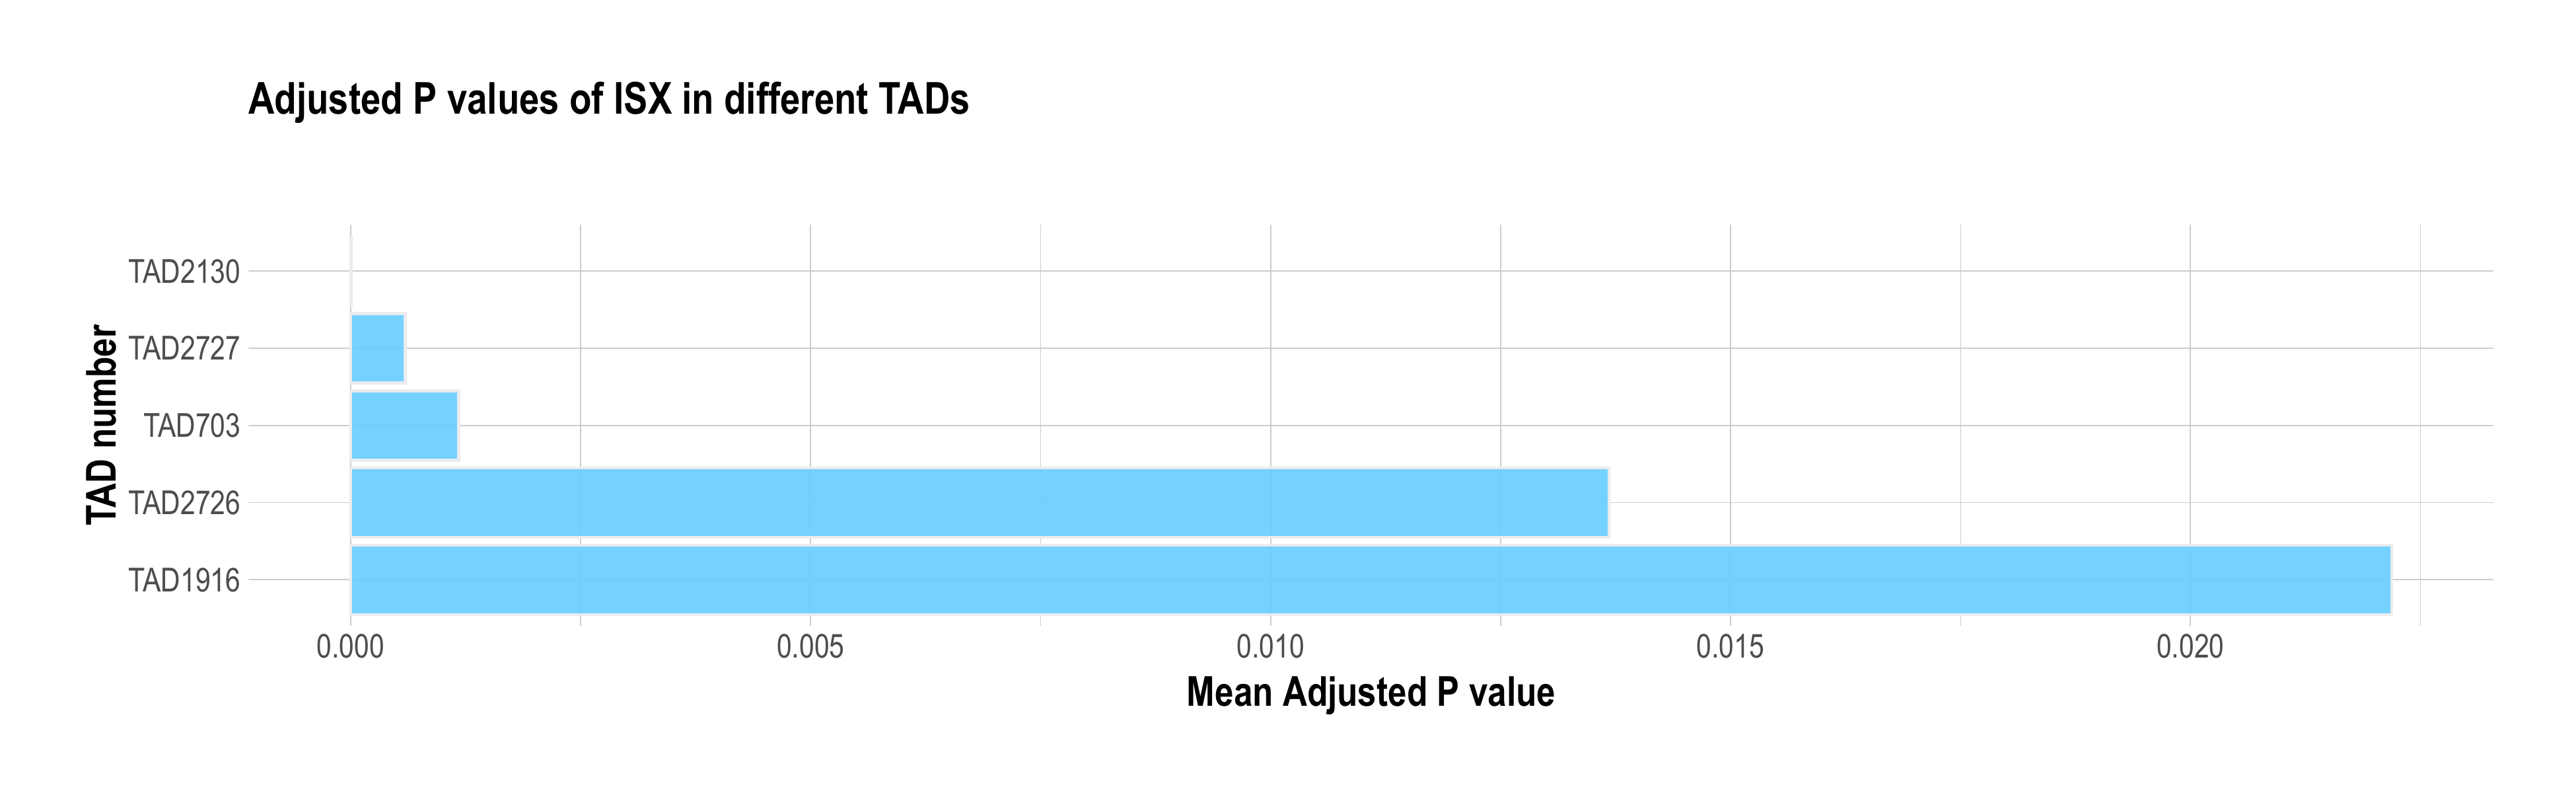 Adjusted P values of ISX in different TADs
TAD number
TAD2130
TAD2727
TAD703
TAD2726
TAD1916
0.000 0.005 0.010 0.015 0.020
Mean Adjusted P value